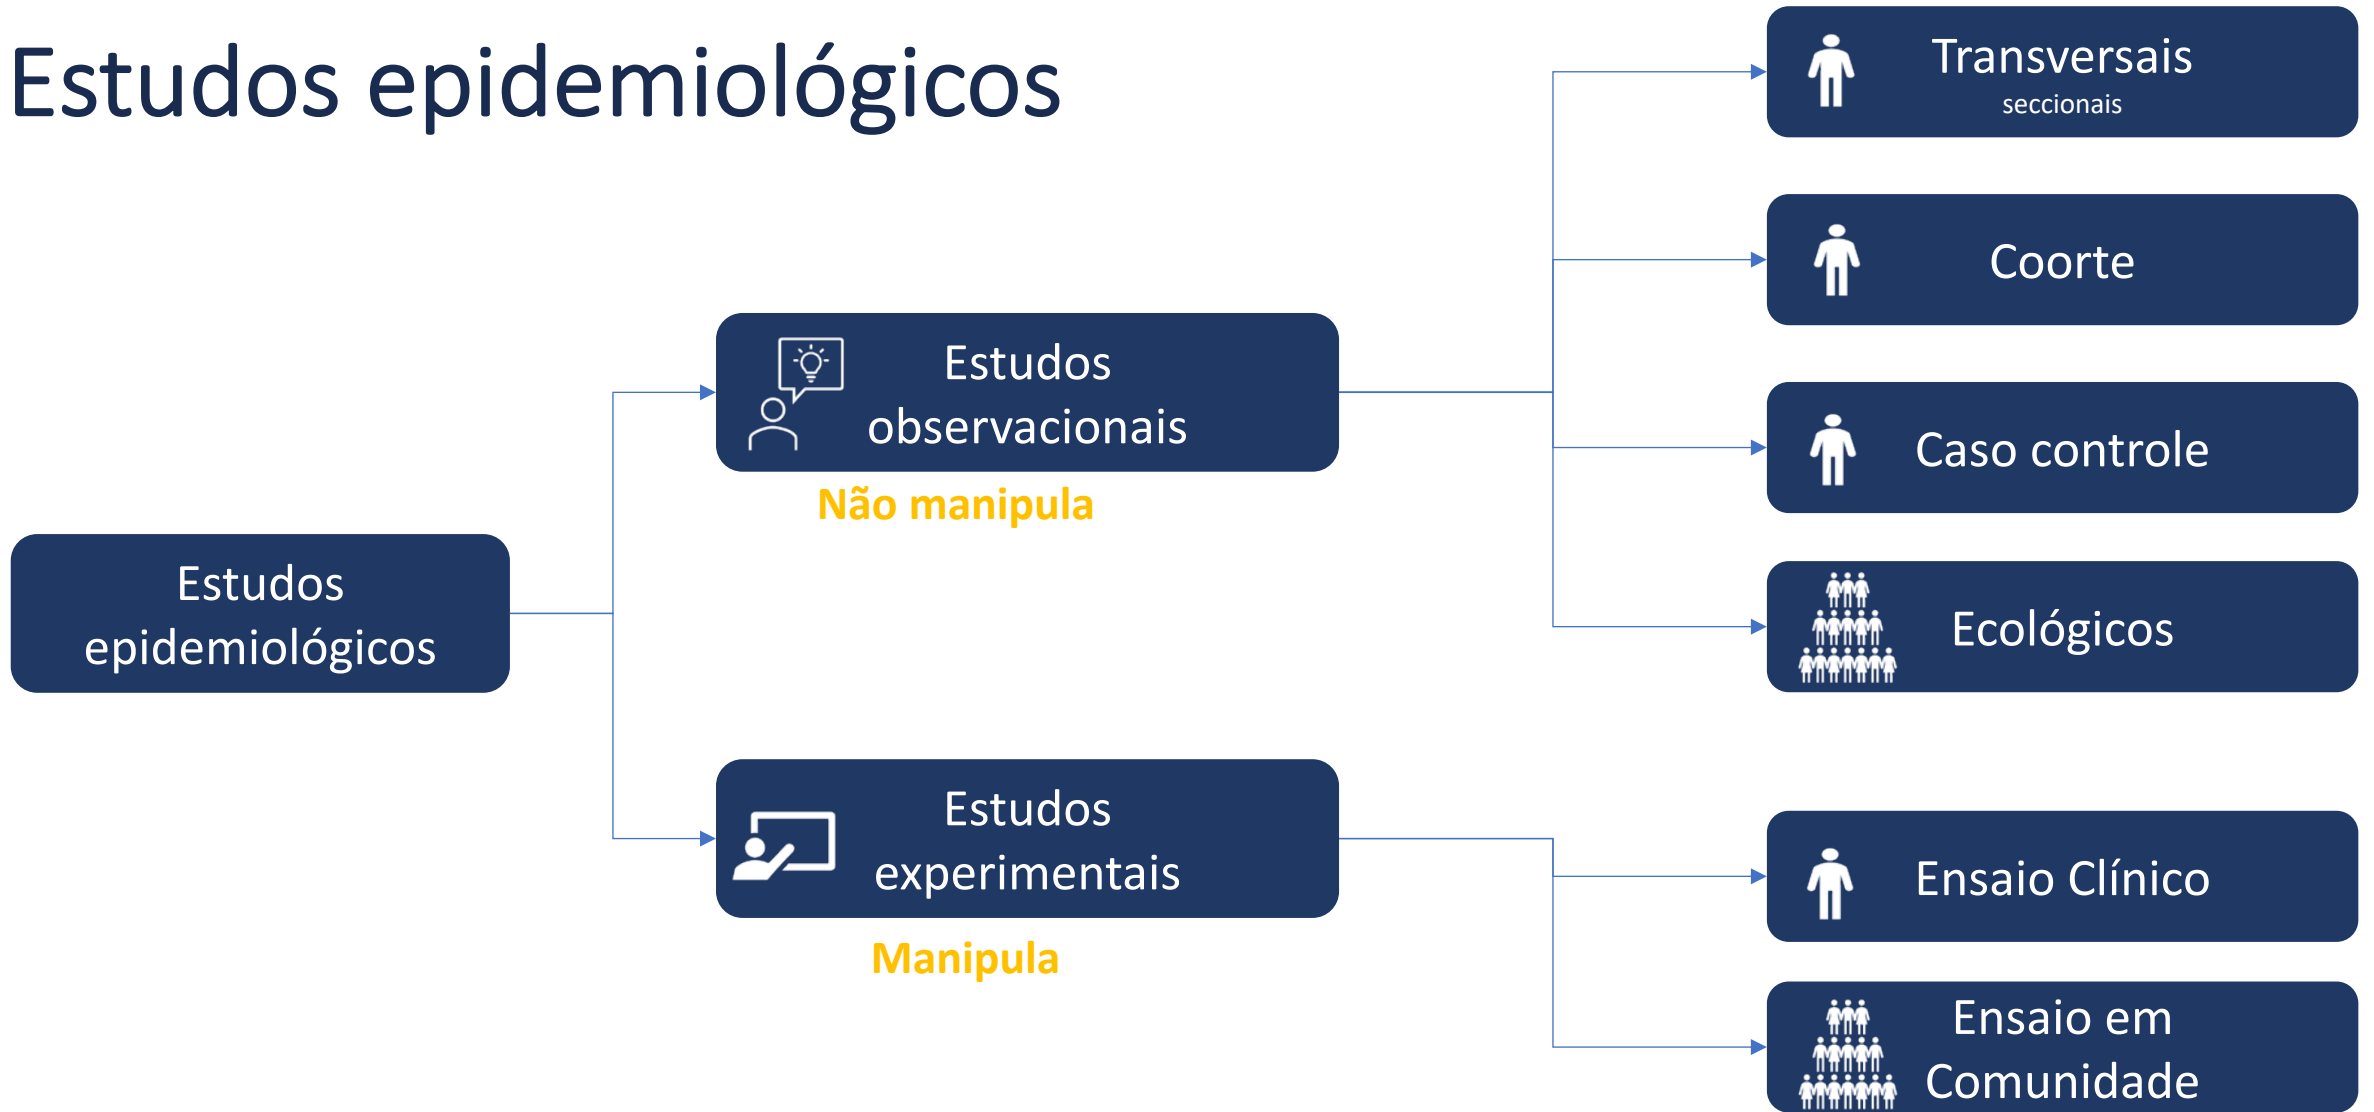 Estudos epidemiológicos
Estudos
epidemiológicos
Estudos
observacionais
Não manipula
Estudos
experimentais
Manipula
Transversais
seccionais
Coorte
Caso controle
Ecológicos
Ensaio Clínico
Ensaio em
Comunidade